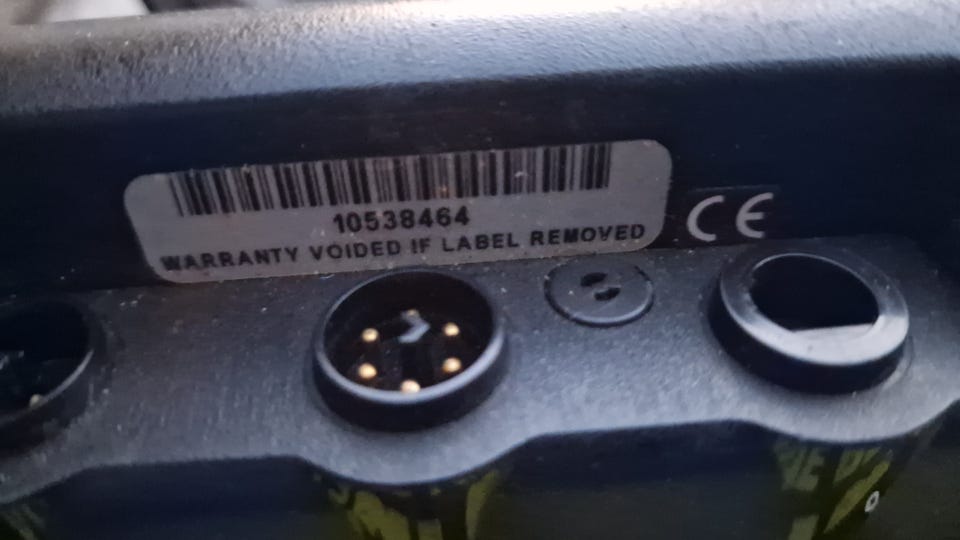 10538464
WARRANTY VOIDED IF LABEL REMOVED
CE